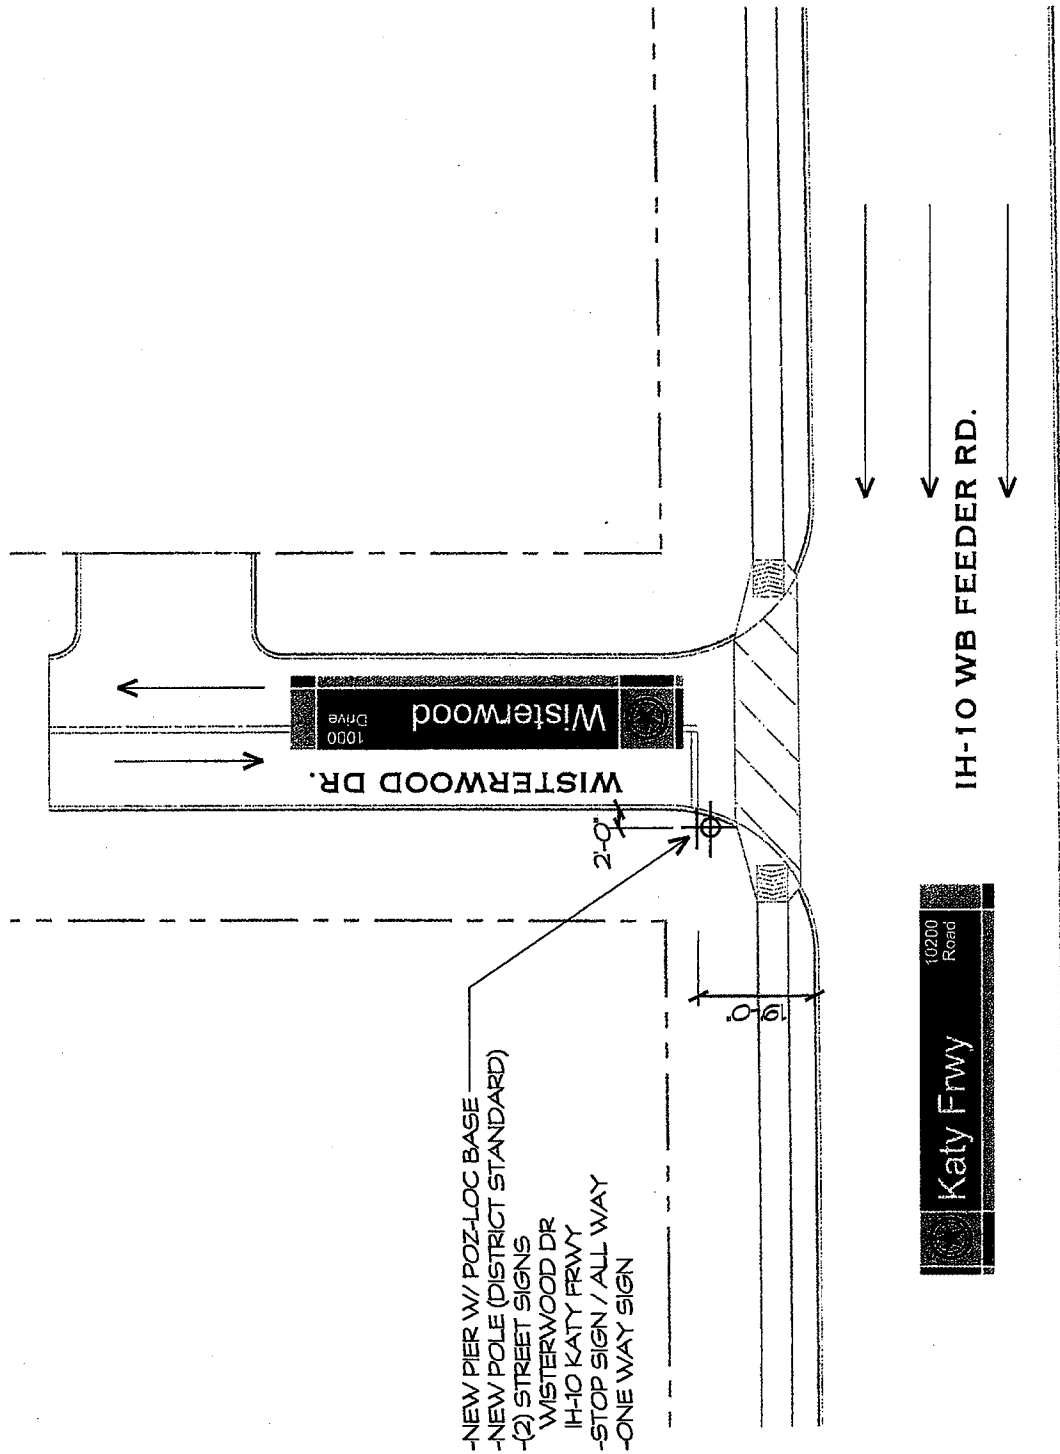 -NEW PIER W/ POZ-LOC BASE
-NEW POLE (DISTRICT STANDARD)
-(2) STREET SIGNS
WISTERWOOD DR
IH-10 KATY FRWY
-STOP SIGN / ALL WAY
-ONE WAY SIGN
2'-0"
19'-0"
WISTERWOOD DR.
1000
Drive
Wisterwood
IH-10 WB FEEDER RD.
Katy Frwy
10200
Road